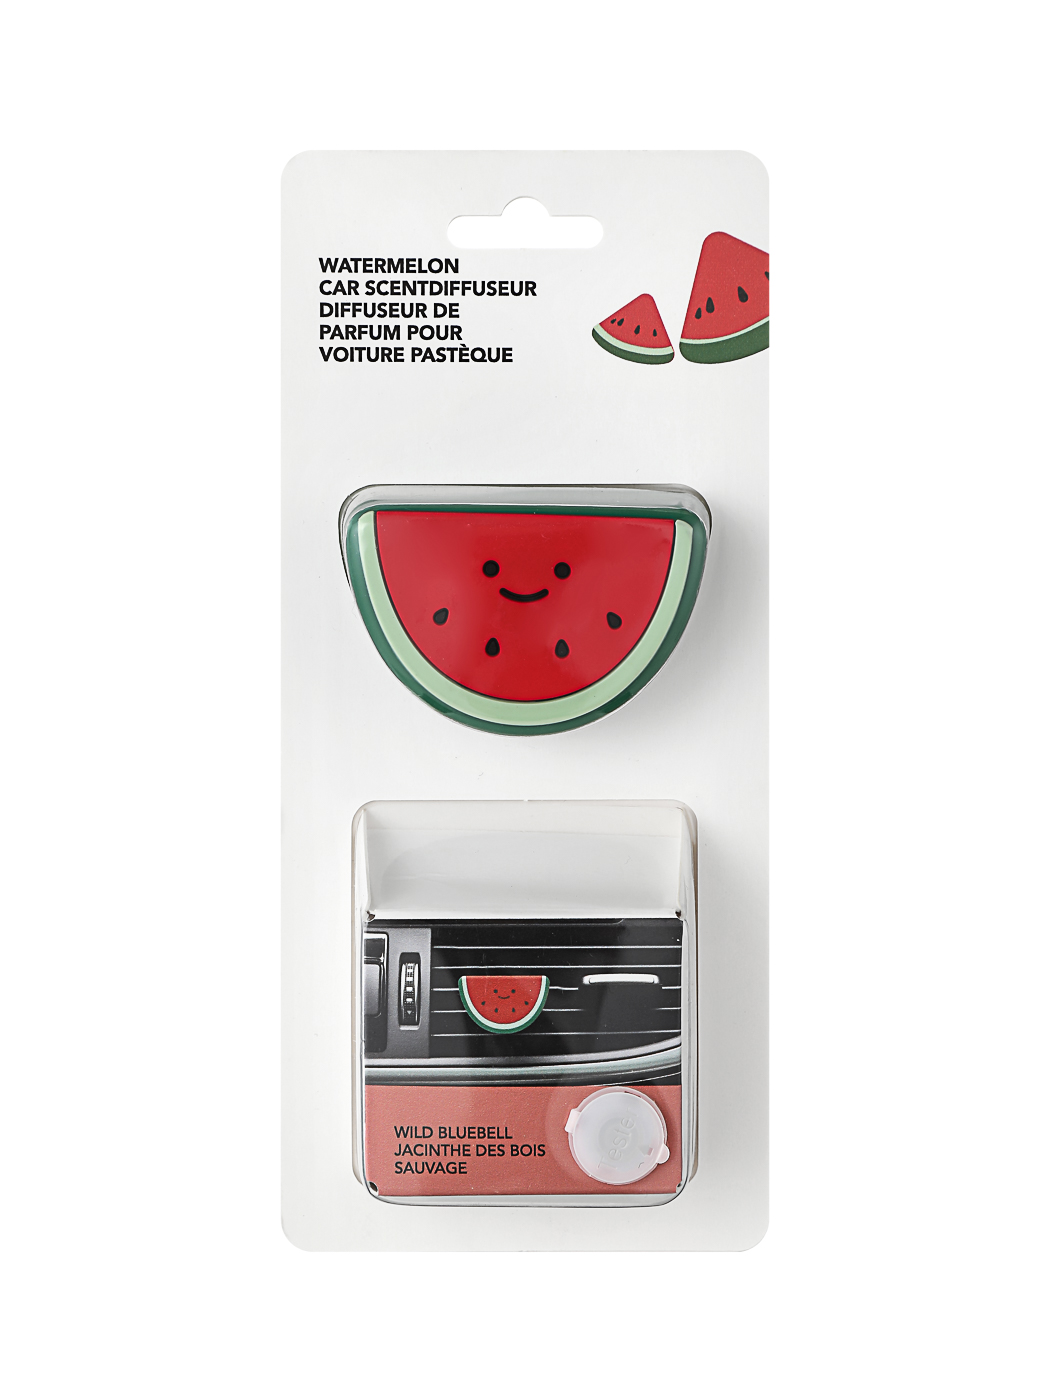 WATERMELON
CAR SCENTDIFFUSEUR
DIFFUSEUR DE
PARFUM POUR
VOITURE PASTÈQUE
WILD BLUEBELL
JACINTHE DES BOIS
SAUVAGE